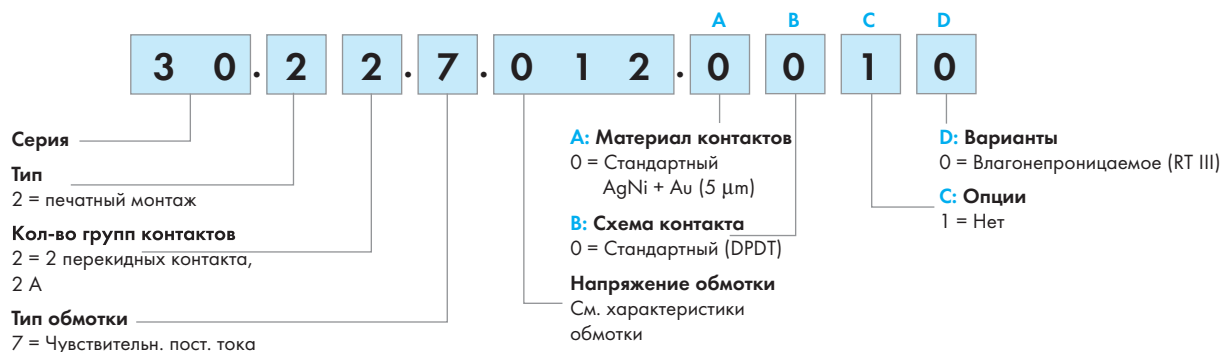 A B C D
3 0 . 2 2 . 7 . 0 1 2 . 0 0 1 0
Серия
Тип
2 = печатный монтаж
Кол-во групп контактов
2 = 2 перекидных контакта,
2 A
Тип обмотки
7 = Чувствительн. пост. тока
A: Материал контактов
0 = Стандартный
AgNi + Au (5 μm)
B: Схема контакта
0 = Стандартный (DPDT)
Напряжение обмотки
См. характеристики
обмотки
D: Варианты
0 = Влагонепроницаемое (RT III)
C: Опции
1 = Нет